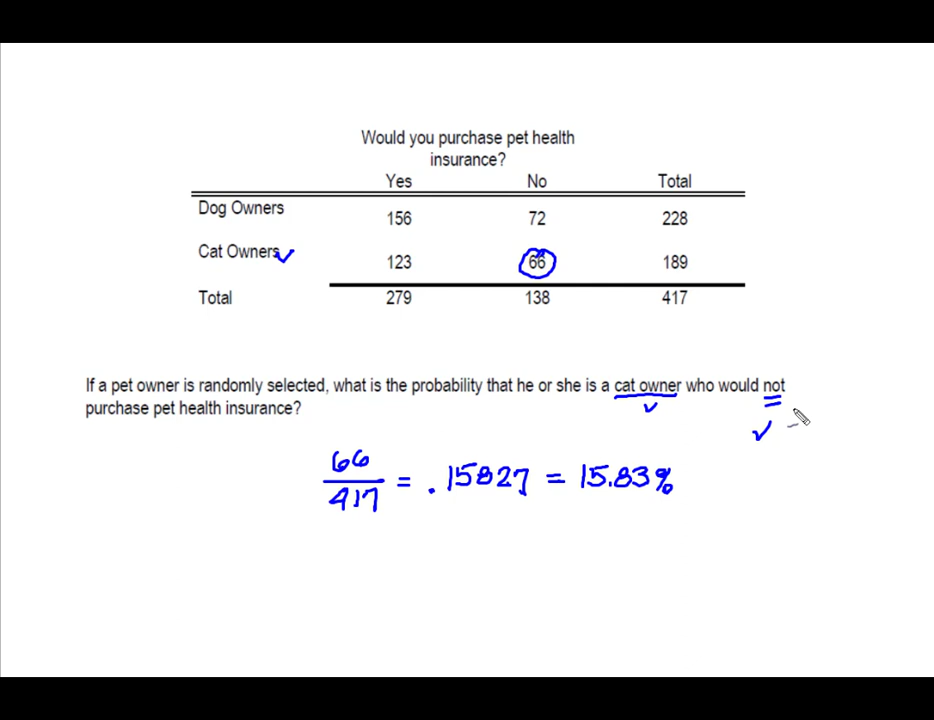 Would you purchase pet health
insurance?
Yes No Total
Dog Owners 156 72 228
Cat Owners 123 66 189
Total 279 138 417
If a pet owner is randomly selected, what is the probability that he or she is a cat owner who would not
purchase pet health insurance?
66
417 = .15827 = 15.83%